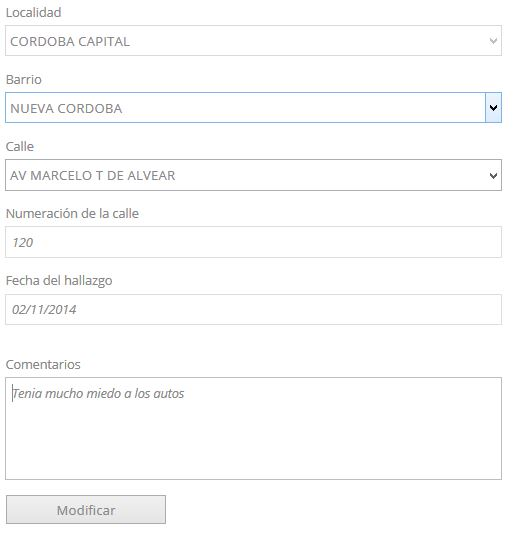 Localidad
CORDOBA CAPITAL
Barrio
NUEVA CORDOBA
Calle
AV MARCELO T DE ALVEAR
Numeración de la calle
120
Fecha del hallazgo
02/11/2014
Comentarios
Tenia mucho miedo a los autos
Modificar